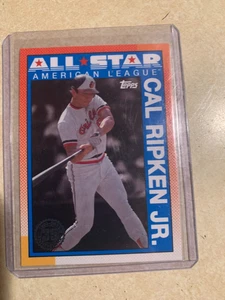 ALL★STAR
AMERICAN LEAGUE
Topps
CAL RIPKEN JR.